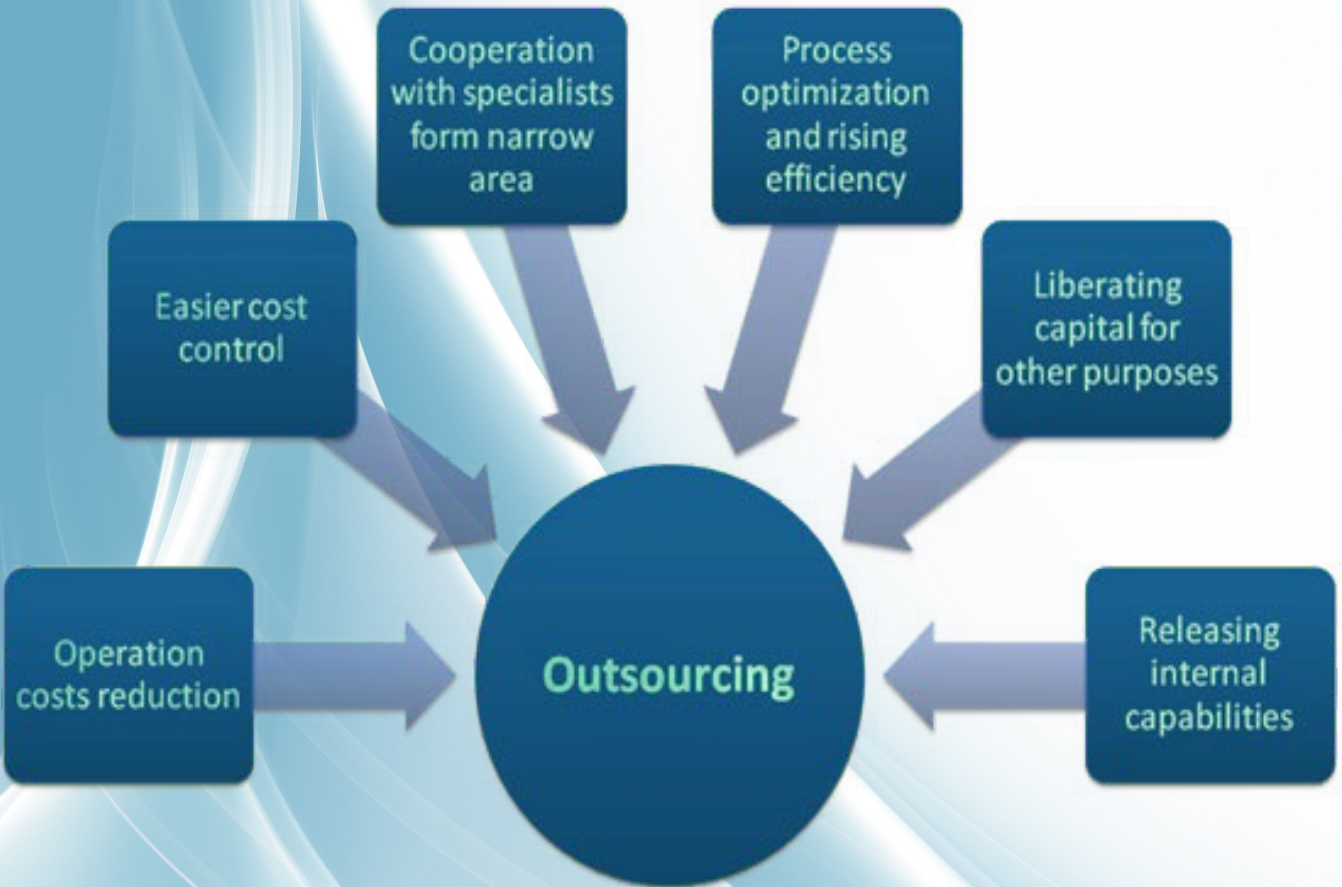 Cooperation
with specialists
form narrow
area
Process
optimization
and rising
efficiency
Easier cost
control
Liberating
capital for
other purposes
Operation
costs reduction
Outsourcing
Releasing
internal
capabilities